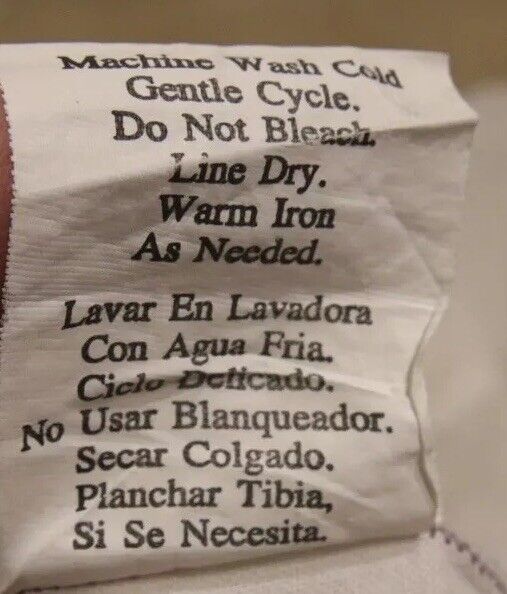 Machine Wash Cold
Gentle Cycle.
Do Not Bleach.
Line Dry.
Warm Iron
As Needed.
Lavar En Lavadora
Con Agua Fria.
Ciclo Delicado.
No Usar Blanqueador.
Secar Colgado.
Planchar Tibia,
Si Se Necesita.